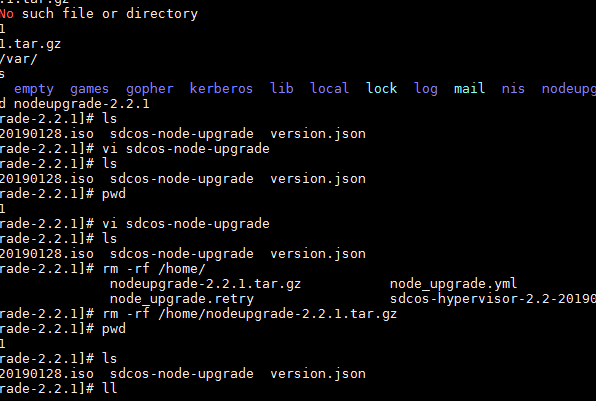 .1.tar.gz
No such file or directory
1
1.tar.gz
/var/
s
empty games gopher kerberos lib local lock log mail nis nodeupg
d nodeupgrade-2.2.1
rade-2.2.1]# ls
20190128.iso sdcos-node-upgrade version.json
rade-2.2.1]# vi sdcos-node-upgrade
rade-2.2.1]# ls
20190128.iso sdcos-node-upgrade version.json
rade-2.2.1]# pwd
1
rade-2.2.1]# vi sdcos-node-upgrade
rade-2.2.1]# ls
20190128.iso sdcos-node-upgrade version.json
rade-2.2.1]# rm -rf /home/
nodeupgrade-2.2.1.tar.gz node_upgrade.yml
node_upgrade.retry sdcos-hypervisor-2.2-20190
rade-2.2.1]# rm -rf /home/nodeupgrade-2.2.1.tar.gz
rade-2.2.1]# pwd
1
rade-2.2.1]# ls
20190128.iso sdcos-node-upgrade version.json
rade-2.2.1]# ll